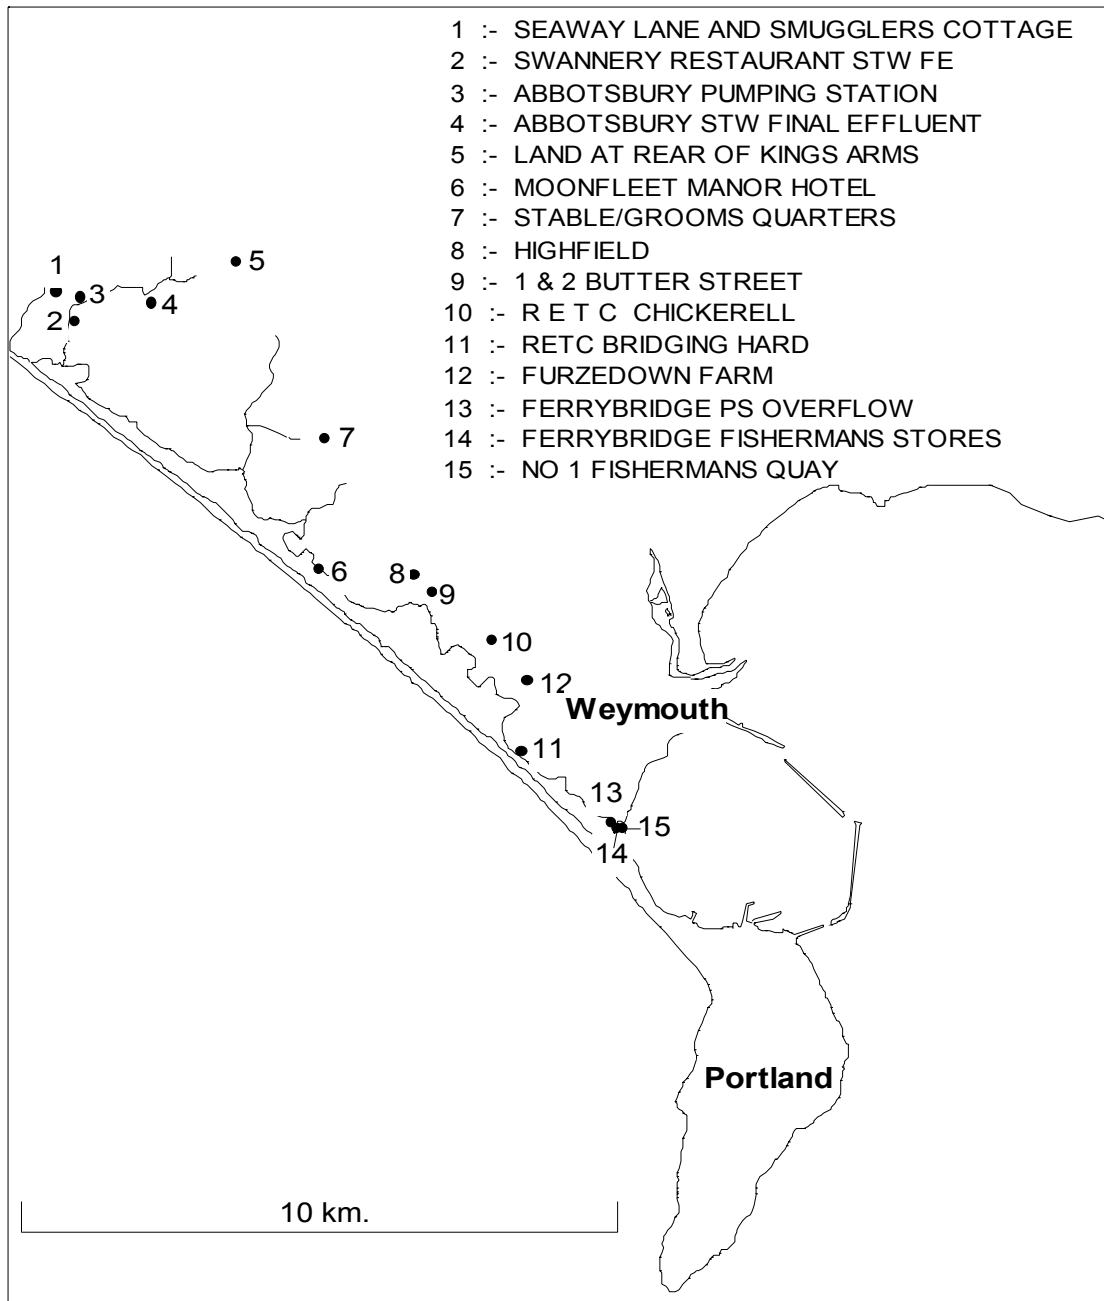 1 :- SEAWAY LANE AND SMUGGLERS COTTAGE
2 :- SWANNERY RESTAURANT STW FE
3 :- ABBOTSBURY PUMPING STATION
4 :- ABBOTSBURY STW FINAL EFFLUENT
5 :- LAND AT REAR OF KINGS ARMS
6 :- MOONFLEET MANOR HOTEL
7 :- STABLE/GROOMS QUARTERS
8 :- HIGHFIELD
9 :- 1 & 2 BUTTER STREET
10 :- R E T C CHICKERELL
11 :- RETC BRIDGING HARD
12 :- FURZEDOWN FARM
13 :- FERRYBRIDGE PS OVERFLOW
14 :- FERRYBRIDGE FISHERMANS STORES
15 :- NO 1 FISHERMANS QUAY
1
5
3
4
2
7
6
8
9
10
12
Weymouth
11
13
15
14
Portland
10 km.